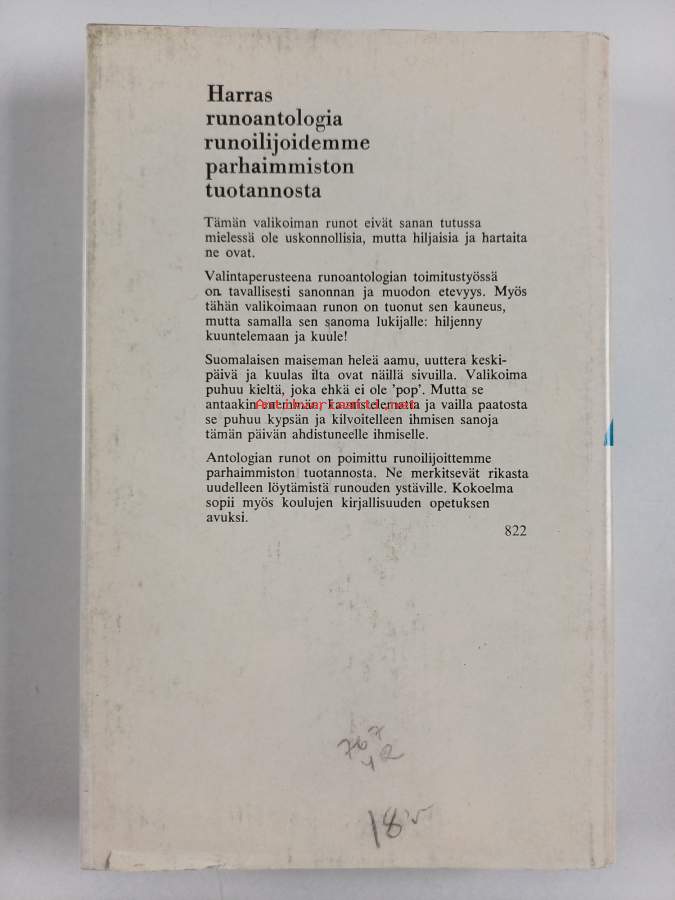 Harras
runoantologia
runoilijoidemme
parhaimmiston
tuotannosta
Tämän valikoiman runot eivät sanan tutussa
mielessä ole uskonnollisia, mutta hiljaisia ja hartaita
ne ovat.
Valintaperusteena runoantologian toimitustyössä
on tavallisesti sanonnan ja muodon etevyys. Myös
tähän valikoimaan runon on tuonut sen kauneus,
mutta samalla sen sanoma lukijalle: hiljenny
kuuntelemaan ja kuule!
Suomalaisen maiseman heleä aamu, uuttera keski-
päivä ja kuulas ilta ovat näillä sivuilla. Valikoima
puhuu kieltä, joka ehkä ei ole 'pop'. Mutta se
antaakin enemmän: kaunistelematta ja vailla paatosta
se puhuu kypsän ja kilvoitelleen ihmisen sanoja
tämän päivän ahdistuneelle ihmiselle.
Antologian runot on poimittu runoilijoittemme
parhaimmiston tuotannosta. Ne merkitsevät rikasta
uudelleen löytämistä runouden ystäville. Kokoelma
sopii myös koulujen kirjallisuuden opetuksen
avuksi.
822